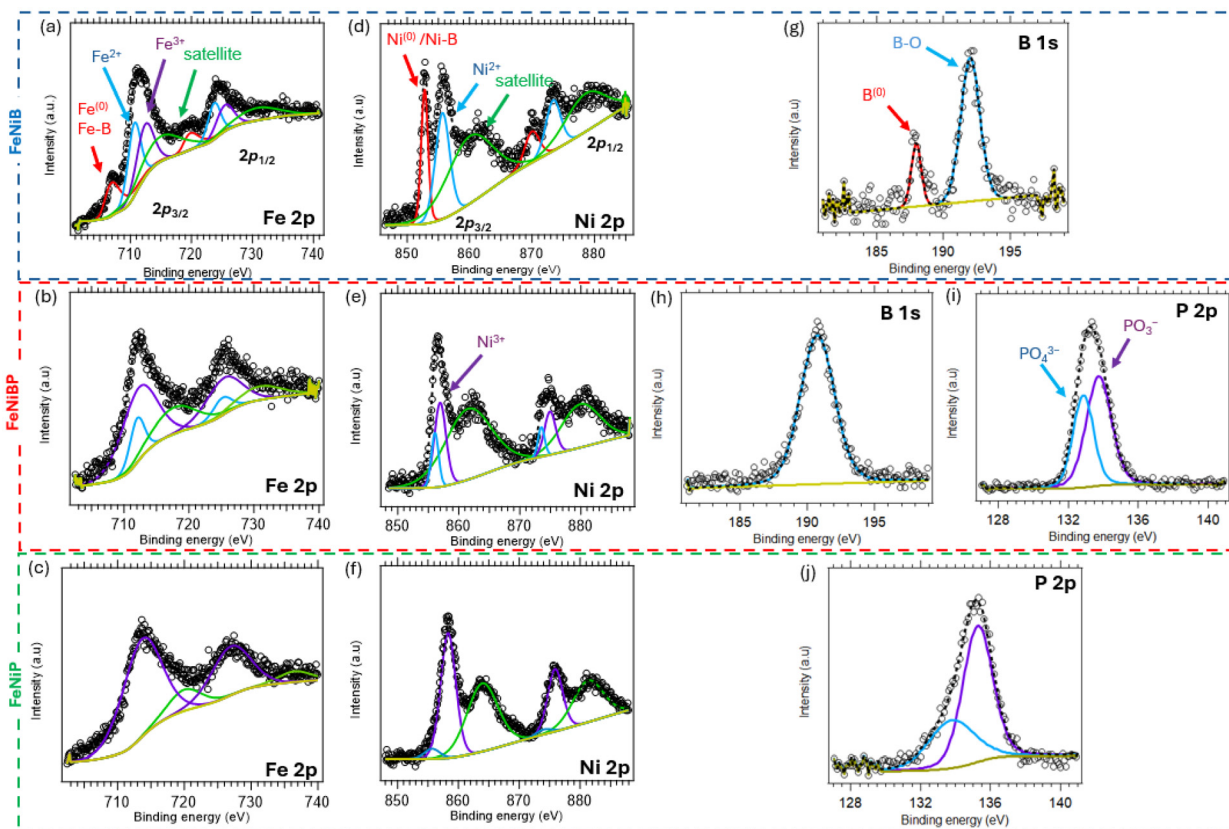 FeNiB
(a)
Fe²⁺
Fe³⁺
satellite
Fe⁽⁰⁾
Fe-B
2p₁/₂
2p₃/₂
Fe 2p
Intensity (a.u)
710 720 730 740
Binding energy (eV)
(d)
Ni⁽⁰⁾ /Ni-B
Ni²⁺
satellite
2p₁/₂
2p₃/₂
Ni 2p
Intensity (a.u)
850 860 870 880
Binding energy (eV)
(g)
B 1s
B-O
B⁽⁰⁾
Intensity (a.u)
185 190 195
Binding energy (eV)
FeNiBP
(b)
Fe 2p
Intensity (a.u)
710 720 730 740
Binding energy (eV)
(e)
Ni³⁺
Ni 2p
Intensity (a.u)
850 860 870 880
Binding energy (eV)
(h)
B 1s
Intensity (a.u)
185 190 195
Binding energy (eV)
(i)
P 2p
PO₃⁻
PO₄³⁻
Intensity (a.u)
128 132 136 140
Binding energy (eV)
FeNiP
(c)
Fe 2p
Intensity (a.u)
710 720 730 740
Binding energy (eV)
(f)
Ni 2p
Intensity (a.u)
850 860 870 880
Binding energy (eV)
(j)
P 2p
Intensity (a.u)
128 132 136 140
Binding energy (eV)